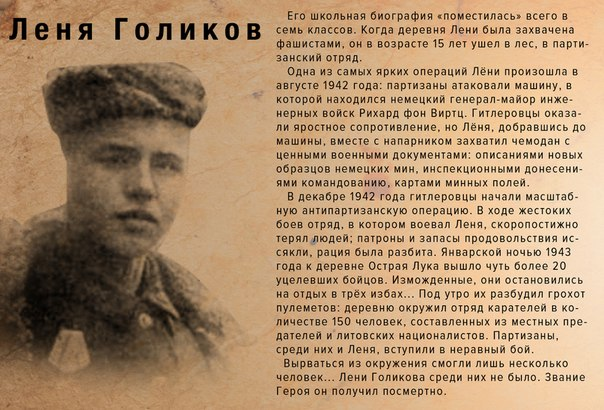 Леня Голиков
Его школьная биография «поместилась» всего в
семь классов. Когда деревня Лени была захвачена
фашистами, он в возрасте 15 лет ушел в лес, в парти-
занский отряд.
Одна из самых ярких операций Лёни произошла в
августе 1942 года: партизаны атаковали машину, в
которой находился немецкий генерал-майор инже-
нерных войск Рихард фон Виртц. Гитлеровцы оказа-
ли яростное сопротивление, но Лёня, добравшись до
машины, вместе с напарником захватил чемодан с
ценными военными документами: описаниями новых
образцов немецких мин, инспекционными донесени-
ями командованию, картами минных полей.
В декабре 1942 года гитлеровцы начали масштаб-
ную антипартизанскую операцию. В ходе жестоких
боев отряд, в котором воевал Леня, скоропостижно
терял людей; патроны и запасы продовольствия ис-
сякли, рация была разбита. Январской ночью 1943
года к деревне Острая Лука вышло чуть более 20
уцелевших бойцов. Изможденные, они остановились
на отдых в трёх избах... Под утро их разбудил грохот
пулеметов: деревню окружил отряд карателей в ко-
личестве 150 человек, составленных из местных пре-
дателей и литовских националистов. Партизаны,
среди них и Леня, вступили в неравный бой.
Вырваться из окружения смогли лишь несколько
человек... Лени Голикова среди них не было. Звание
Героя он получил посмертно.